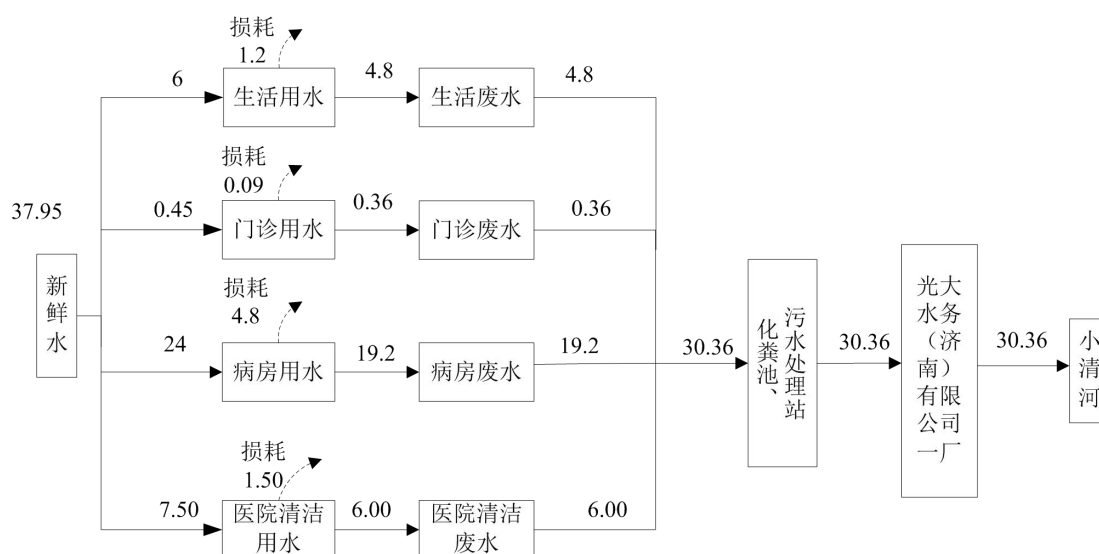 损耗
1.2
6
生活用水
4.8
生活废水
4.8
损耗
0.09
37.95
0.45
门诊用水
0.36
门诊废水
0.36
新鲜水
损耗
4.8
24
病房用水
19.2
病房废水
19.2
30.36
化粪池、
污水处理站
30.36
光大
水务
（济
南）
有限
公司
一厂
30.36
小清河
损耗
1.50
7.50
医院清洁
用水
6.00
医院清洁
废水
6.00